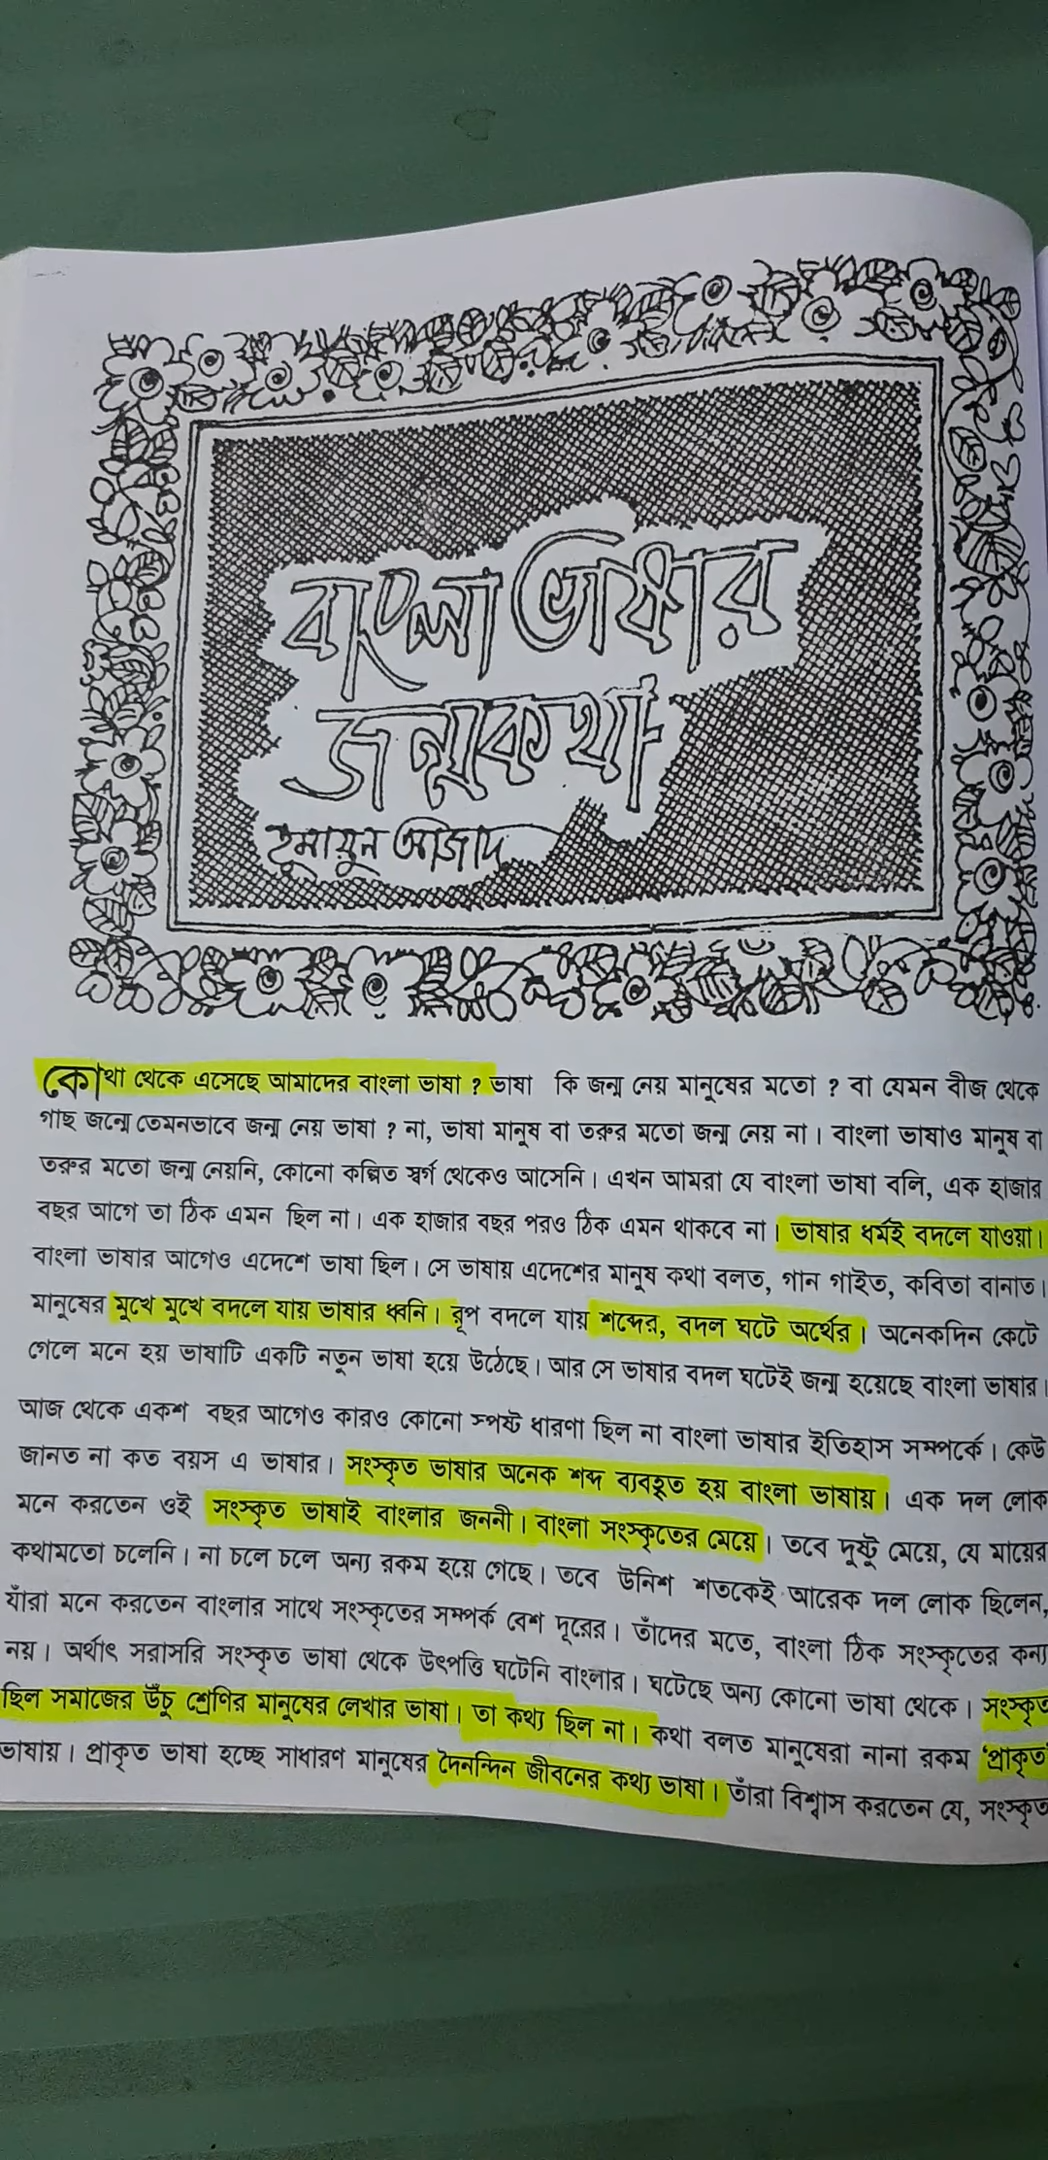 বাংলা ভাষার
জন্মকথা
হুমায়ুন আজাদ
কোথা থেকে এসেছে আমাদের বাংলা ভাষা ? ভাষা কি জন্ম নেয় মানুষের মতো ? বা যেমন বীজ থেকে
গাছ জন্মে তেমনভাবে জন্ম নেয় ভাষা ? না, ভাষা মানুষ বা তরুর মতো জন্ম নেয় না। বাংলা ভাষাও মানুষ বা
তরুর মতো জন্ম নেয়নি, কোনো কল্পিত স্বর্গ থেকেও আসেনি। এখন আমরা যে বাংলা ভাষা বলি, এক হাজার
বছর আগে তা ঠিক এমন ছিল না। এক হাজার বছর পরও ঠিক এমন থাকবে না। ভাষার ধর্মই বদলে যাওয়া।
বাংলা ভাষার আগেও এদেশে ভাষা ছিল। সে ভাষায় এদেশের মানুষ কথা বলত, গান গাইত, কবিতা বানাত।
মানুষের মুখে মুখে বদলে যায় ভাষার ধ্বনি। রূপ বদলে যায় শব্দের, বদল ঘটে অর্থের। অনেকদিন কেটে
গেলে মনে হয় ভাষাটি একটি নতুন ভাষা হয়ে উঠেছে। আর সে ভাষার বদল ঘটেই জন্ম হয়েছে বাংলা ভাষার।
আজ থেকে একশ বছর আগেও কারও কোনো স্পষ্ট ধারণা ছিল না বাংলা ভাষার ইতিহাস সম্পর্কে। কেউ
জানত না কত বয়স এ ভাষার। সংস্কৃত ভাষার অনেক শব্দ ব্যবহৃত হয় বাংলা ভাষায়। এক দল লোক
মনে করতেন ওই সংস্কৃত ভাষাই বাংলার জননী। বাংলা সংস্কৃতের মেয়ে। তবে দুষ্টু মেয়ে, যে মায়ের
কথামতো চলেনি। না চলে চলে অন্য রকম হয়ে গেছে। তবে উনিশ শতকেই আরেক দল লোক ছিলেন,
যাঁরা মনে করতেন বাংলার সাথে সংস্কৃতের সম্পর্ক বেশ দূরের। তাঁদের মতে, বাংলা ঠিক সংস্কৃতের কন্য
নয়। অর্থাৎ সরাসরি সংস্কৃত ভাষা থেকে উৎপত্তি ঘটেনি বাংলার। ঘটেছে অন্য কোনো ভাষা থেকে। সংস্কৃত
ছিল সমাজের উঁচু শ্রেণির মানুষের লেখার ভাষা। তা কথ্য ছিল না। কথা বলত মানুষেরা নানা রকম ‘প্রাকৃত’
ভাষায়। প্রাকৃত ভাষা হচ্ছে সাধারণ মানুষের দৈনন্দিন জীবনের কথ্য ভাষা। তাঁরা বিশ্বাস করতেন যে, সংস্কৃত